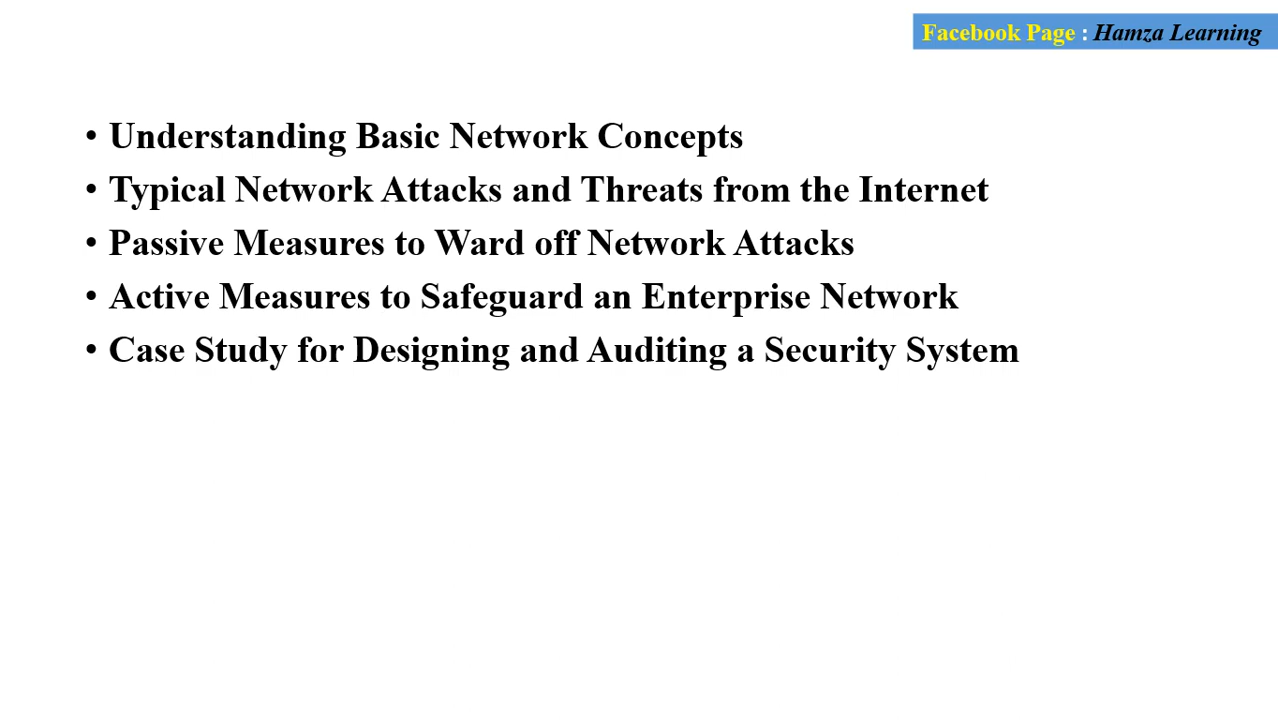 Facebook Page : Hamza Learning
• Understanding Basic Network Concepts
• Typical Network Attacks and Threats from the Internet
• Passive Measures to Ward off Network Attacks
• Active Measures to Safeguard an Enterprise Network
• Case Study for Designing and Auditing a Security System